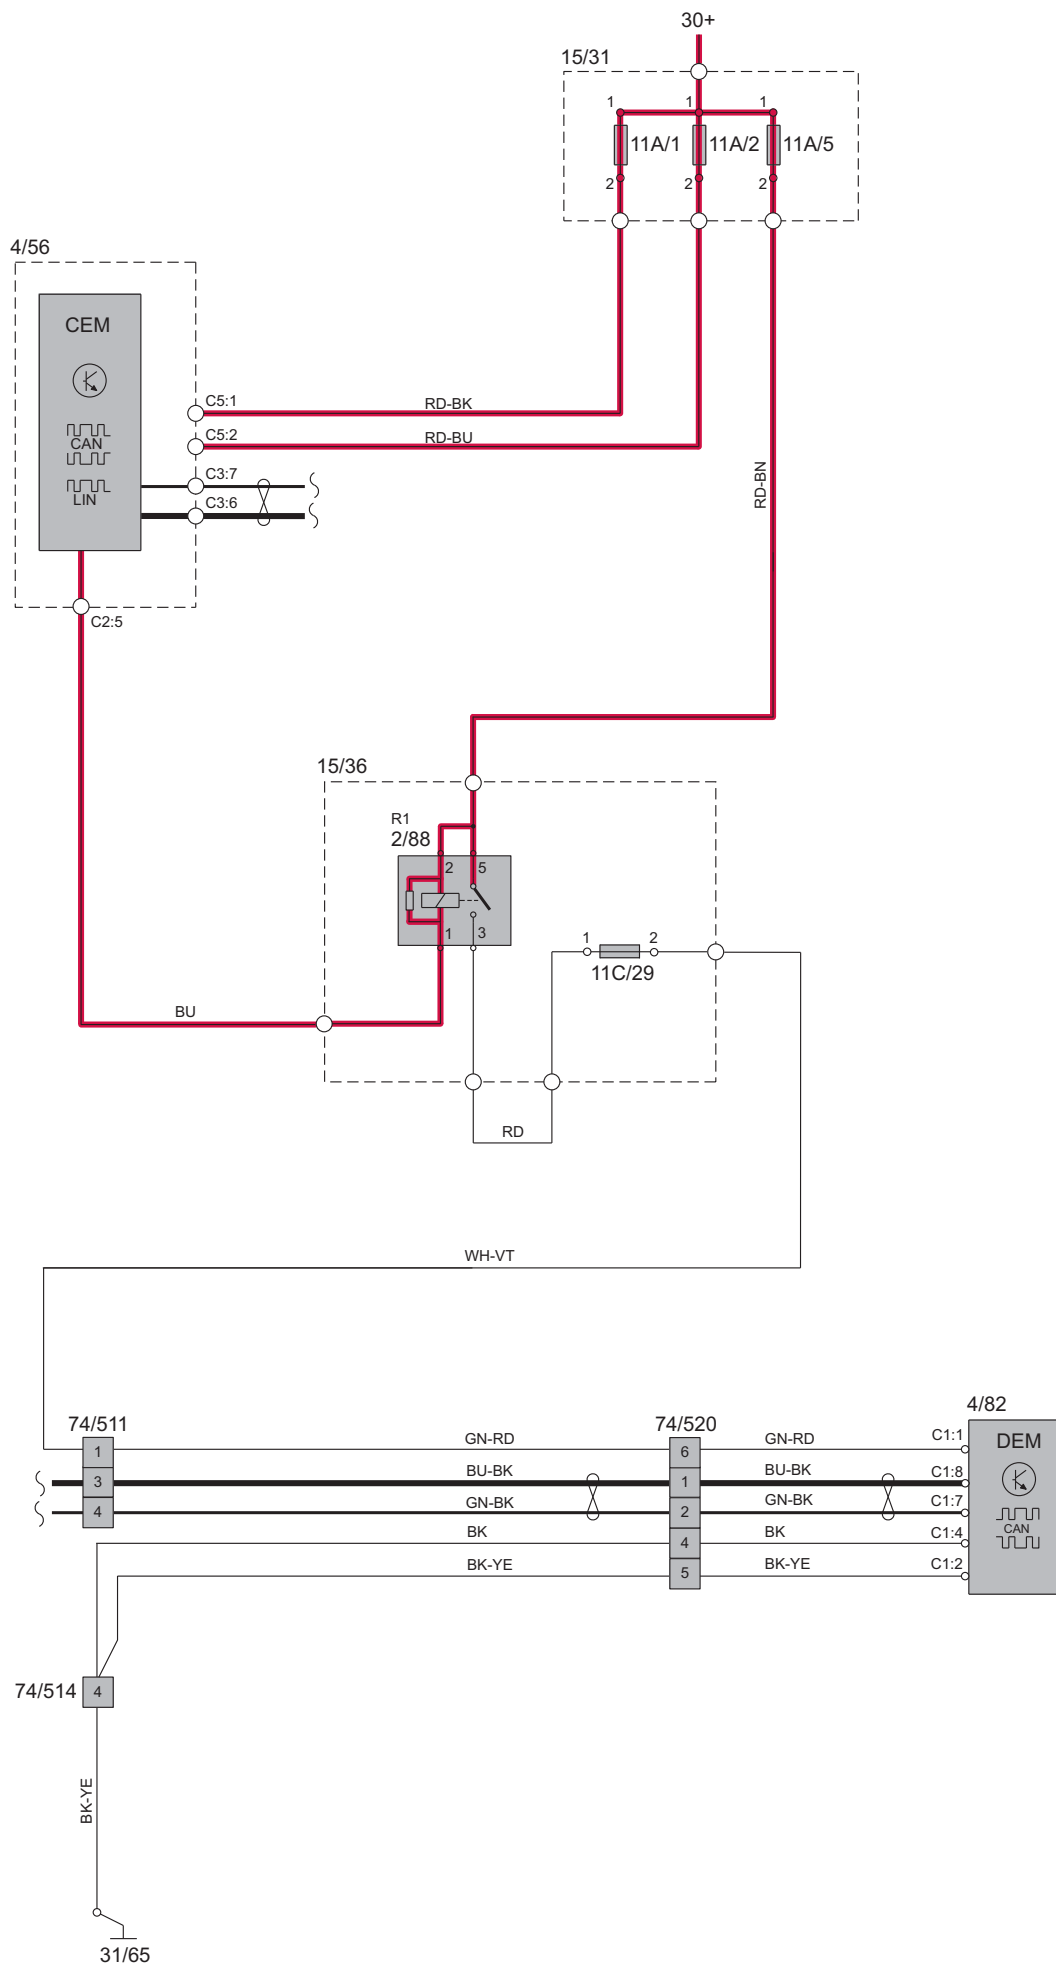 30+
15/31
1 1 1
11A/1 11A/2 11A/5
2 2 2
4/56
CEM
CAN
LIN
C5:1
RD-BK
C5:2
RD-BU
C3:7
C3:6
RD-BN
C2:5
15/36
R1
2/88
2 5
1 3
1 2
11C/29
BU
RD
WH-VT
4/82
74/511 74/520
1 GN-RD 6 GN-RD C1:1 DEM
3 BU-BK 1 BU-BK C1:8
4 GN-BK 2 GN-BK C1:7
CAN
BK 4 BK C1:4
BK-YE 5 BK-YE C1:2
74/514 4
BK-YE
31/65